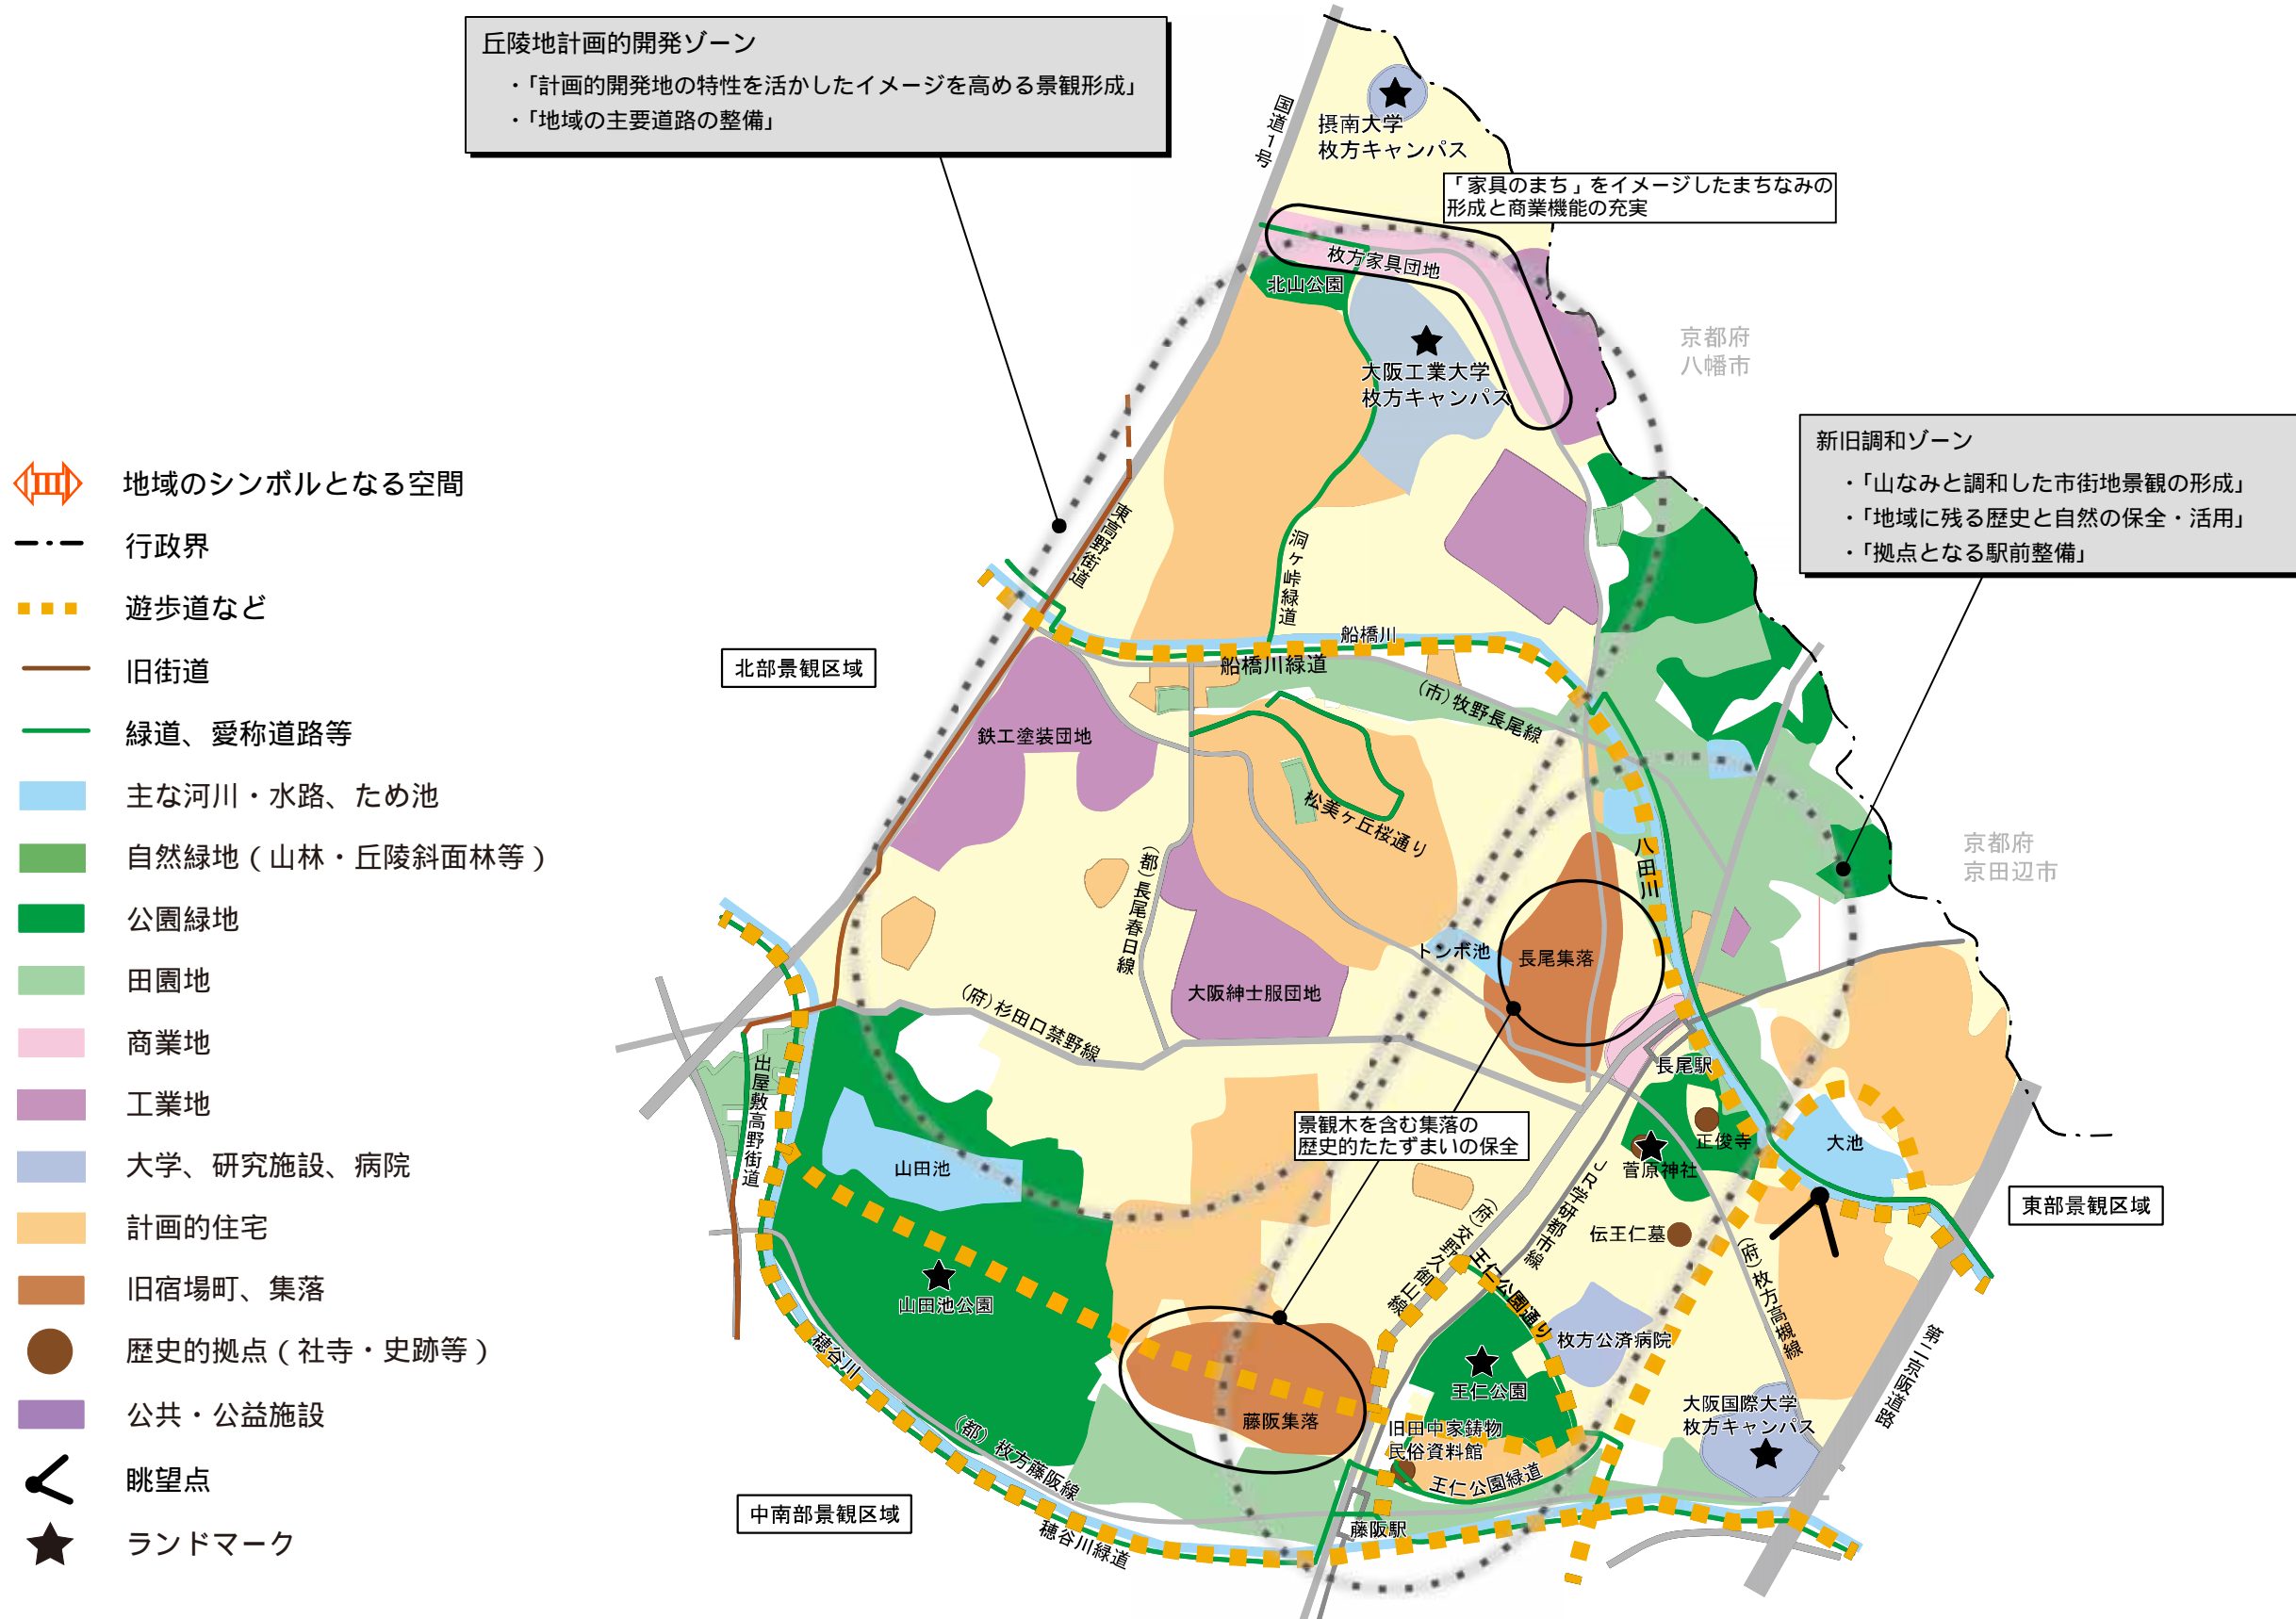 丘陵地計画的開発ゾーン
・「計画的開発地の特性を活かしたイメージを高める景観形成」
・「地域の主要道路の整備」
国道1号
摂南大学
枚方キャンパス
「家具のまち」をイメージしたまちなみの
形成と商業機能の充実
枚方家具団地
北山公園
大阪工業大学
枚方キャンパス
京都府
八幡市
新旧調和ゾーン
・「山なみと調和した市街地景観の形成」
・「地域に残る歴史と自然の保全・活用」
・「拠点となる駅前整備」
地域のシンボルとなる空間
行政界
遊歩道など
旧街道
緑道、愛称道路等
主な河川・水路、ため池
自然緑地(山林・丘陵斜面林等)
公園緑地
田園地
商業地
工業地
大学、研究施設、病院
計画的住宅
旧宿場町、集落
歴史的拠点(社寺・史跡等)
公共・公益施設
眺望点
ランドマーク
東高野街道
洞ヶ峠緑道
船橋川
船橋川緑道
北部景観区域
(市)牧野長尾線
鉄工塗装団地
松美ヶ丘桜通り
八田川
(都)長尾春日線
京都府
京田辺市
トンボ池
長尾集落
大阪紳士服団地
(府)杉田口禁野線
出屋敷高野街道
長尾駅
景観木を含む集落の
歴史的たたずまいの保全
正俊寺
大池
菅原神社
山田池
JR学研都市線
東部景観区域
(府)交野久御山線
伝王仁墓
王仁公園通り
(府)枚方高槻線
山田池公園
穂谷川
枚方公済病院
第二京阪道路
王仁公園
藤阪集落
旧田中家鋳物
民俗資料館
大阪国際大学
枚方キャンパス
(都)枚方藤阪線
王仁公園緑道
中南部景観区域
穂谷川緑道
藤阪駅